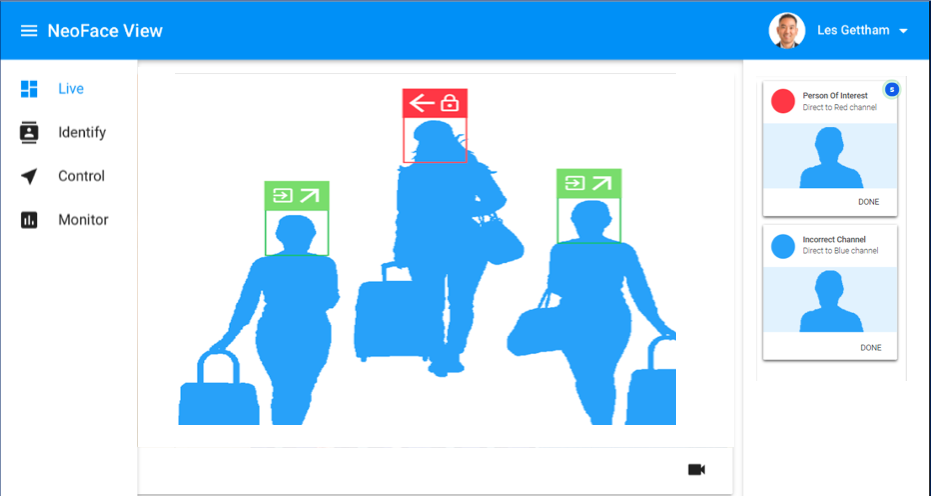 NeoFace View
Les Gettham
Live
Identify
Control
Monitor
Person Of Interest
Direct to Red channel
S
DONE
Incorrect Channel
Direct to Blue channel
DONE